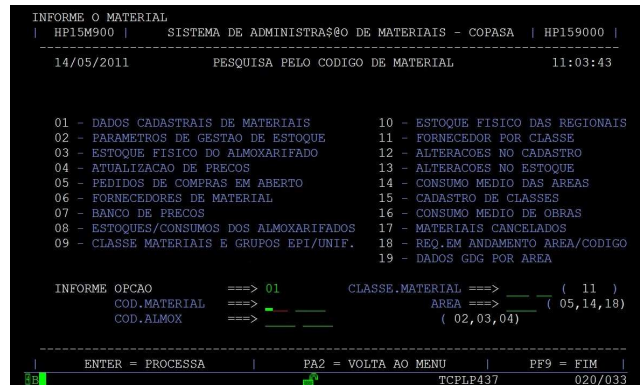 INFORME O MATERIAL
| HP15M900 | SISTEMA DE ADMINISTRA$@O DE MATERIAIS - COPASA | HP159000 |
14/05/2011 PESQUISA PELO CODIGO DE MATERIAL 11:03:43
01 - DADOS CADASTRAIS DE MATERIAIS 10 - ESTOQUE FISICO DAS REGIONAIS
02 - PARAMETROS DE GESTAO DE ESTOQUE 11 - FORNECEDOR POR CLASSE
03 - ESTOQUE FISICO DO ALMOXARIFADO 12 - ALTERACOES NO CADASTRO
04 - ATUALIZACAO DE PRECOS 13 - ALTERACOES NO ESTOQUE
05 - PEDIDOS DE COMPRAS EM ABERTO 14 - CONSUMO MEDIO DAS AREAS
06 - FORNECEDORES DE MATERIAL 15 - CADASTRO DE CLASSES
07 - BANCO DE PRECOS 16 - CONSUMO MEDIO DE OBRAS
08 - ESTOQUES/CONSUMOS DOS ALMOXARIFADOS 17 - MATERIAIS CANCELADOS
09 - CLASSE MATERIAIS E GRUPOS EPI/UNIF. 18 - REQ.EM ANDAMENTO AREA/CODIGO
19 - DADOS GDG POR AREA
INFORME OPCAO ===> 01 CLASSE.MATERIAL ===> ___ __ ( 11 )
COD.MATERIAL ===> ____ ____ AREA ===> ____ ( 05,14,18)
COD.ALMOX ===> ____ ____ ( 02,03,04)
| ENTER = PROCESSA | PA2 = VOLTA AO MENU | PF9 = FIM |
B TCPLP437 020/033